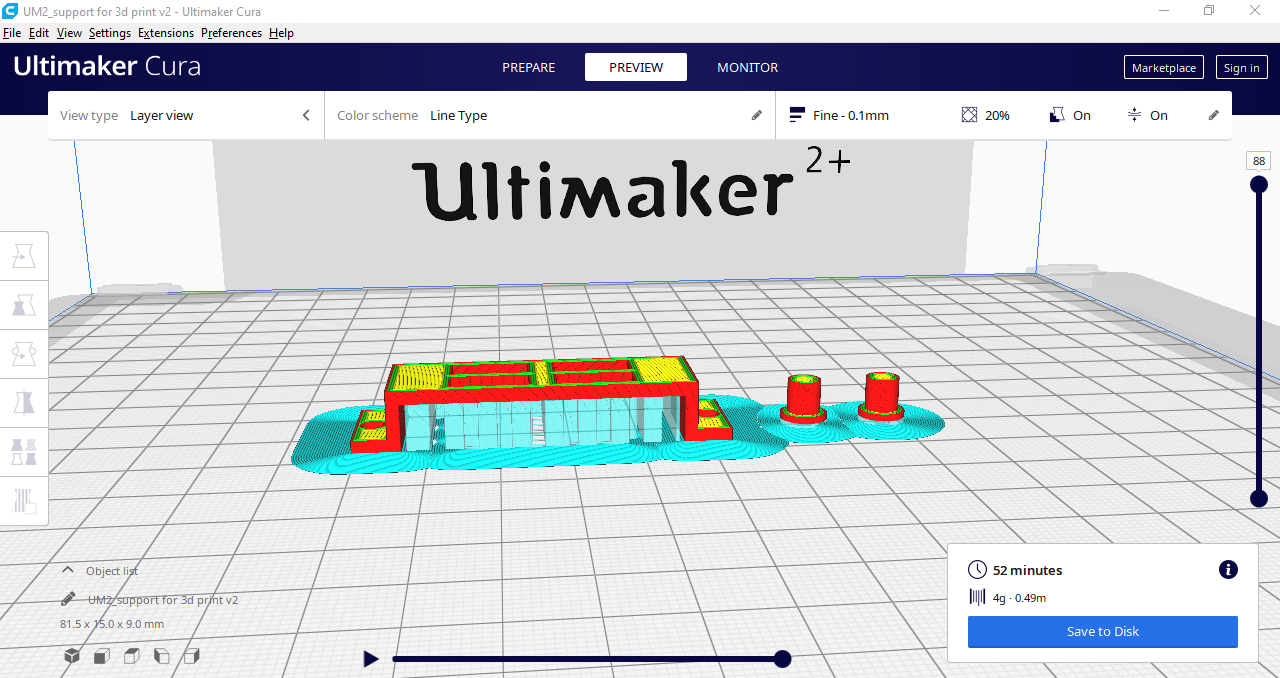 UM2_support for 3d print v2 - Ultimaker Cura
File Edit View Settings Extensions Preferences Help
Ultimaker Cura
PREPARE PREVIEW MONITOR
Marketplace Sign in
View type Layer view
Color scheme Line Type
Fine - 0.1mm 20% On On
Ultimaker 2+
88
Object list
UM2_support for 3d print v2
81.5 x 15.0 x 9.0 mm
52 minutes
4g · 0.49m
Save to Disk